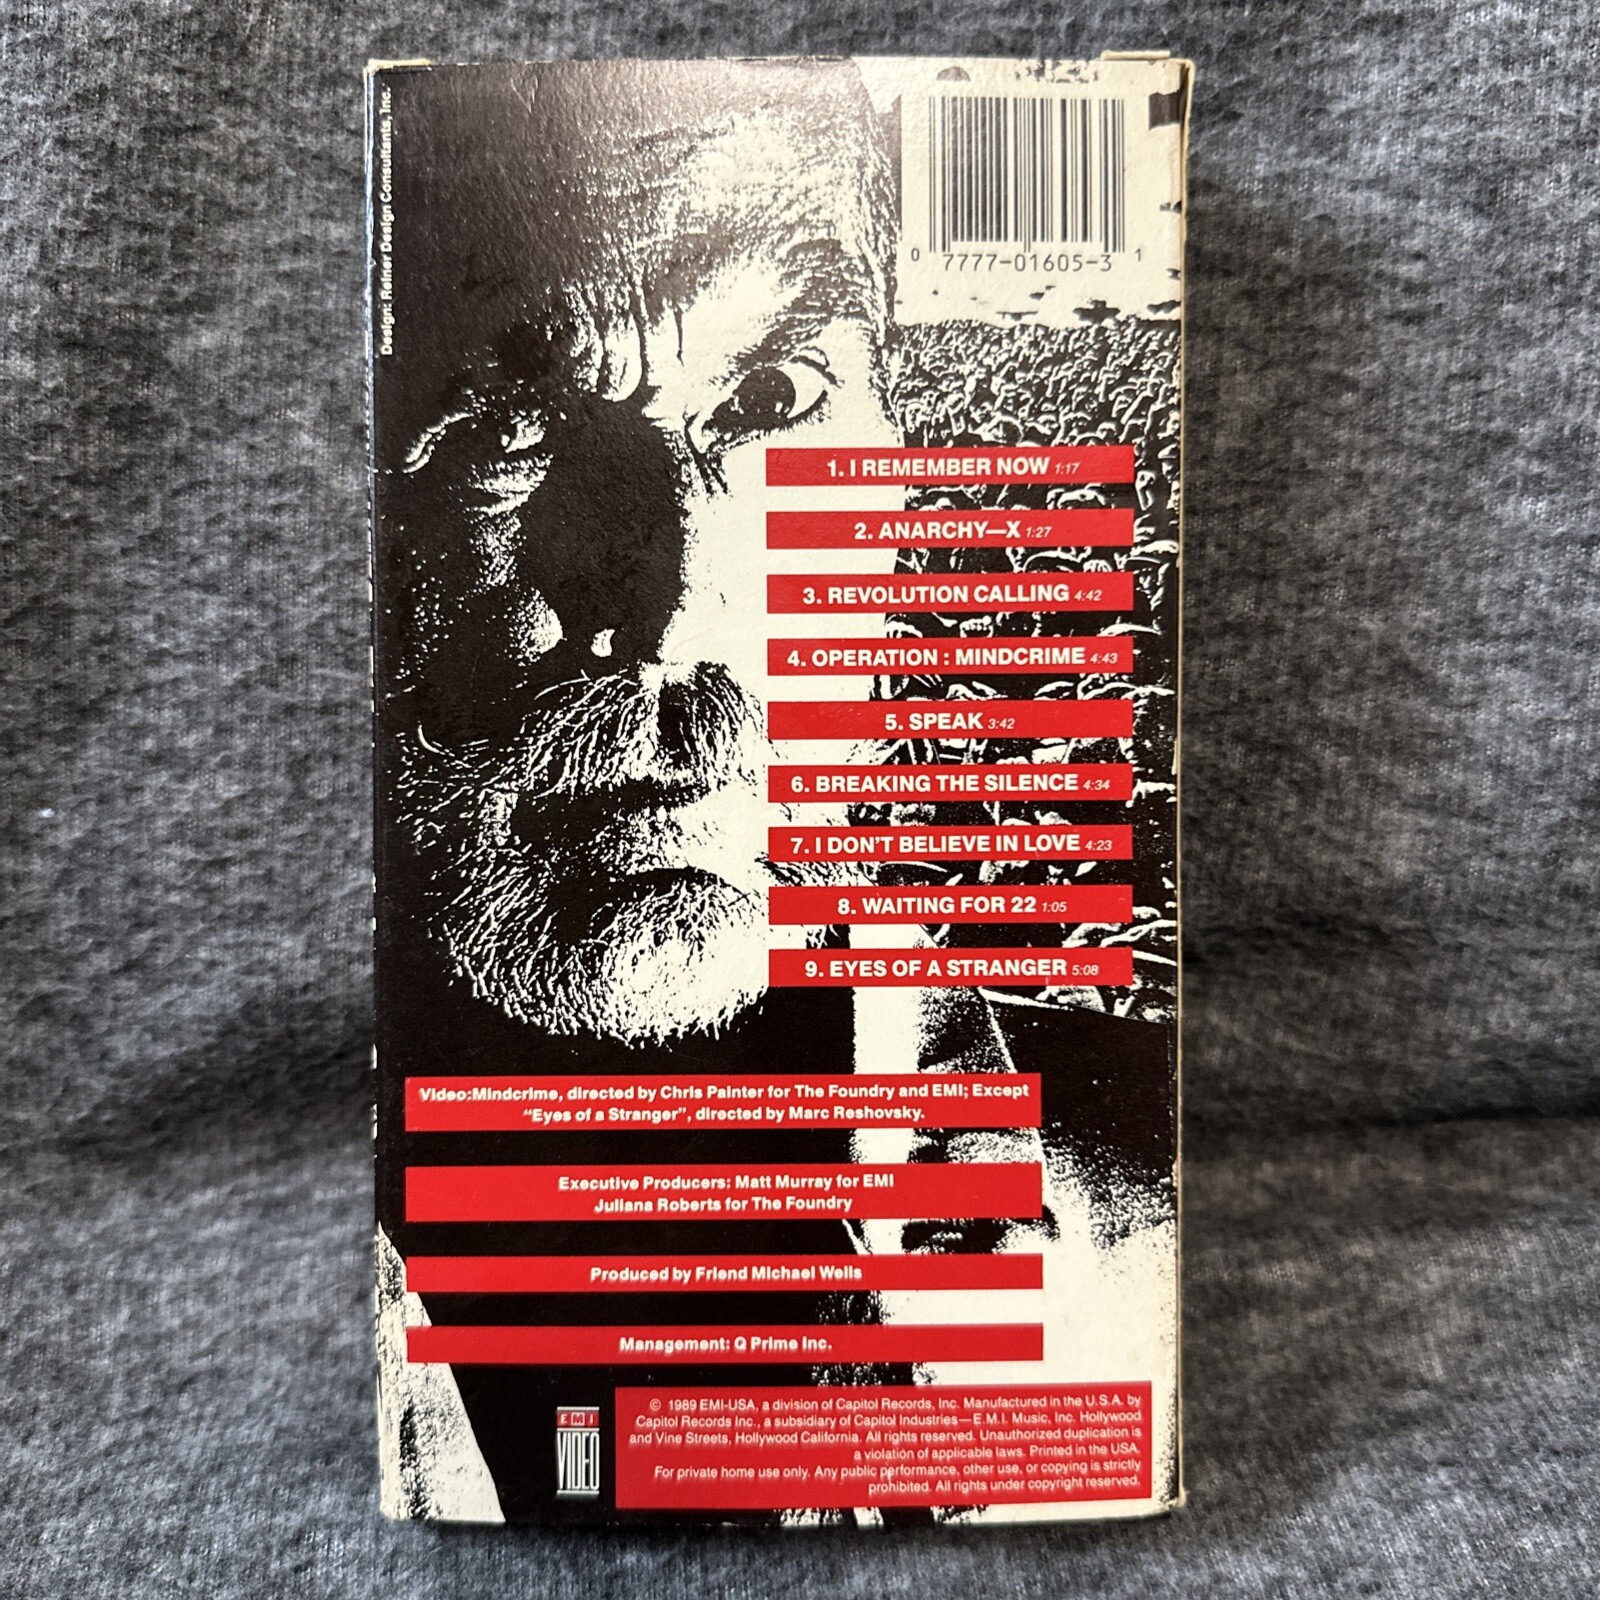 Design: Reiner Design Consultants, Inc.
0 7777-01605-3 1
1. I REMEMBER NOW 1:17
2. ANARCHY—X 1:27
3. REVOLUTION CALLING 4:42
4. OPERATION : MINDCRIME 4:43
5. SPEAK 3:42
6. BREAKING THE SILENCE 4:34
7. I DON'T BELIEVE IN LOVE 4:23
8. WAITING FOR 22 1:05
9. EYES OF A STRANGER 5:08
Video:Mindcrime, directed by Chris Painter for The Foundry and EMI; Except
"Eyes of a Stranger", directed by Marc Reshovsky.
Executive Producers: Matt Murray for EMI
Juliana Roberts for The Foundry
Produced by Friend Michael Wells
Management: Q Prime Inc.
EMI
VIDEO
© 1989 EMI-USA, a division of Capitol Records, Inc. Manufactured in the U.S.A. by
Capitol Records Inc., a subsidiary of Capitol Industries—E.M.I. Music, Inc. Hollywood
and Vine Streets, Hollywood California. All rights reserved. Unauthorized duplication is
a violation of applicable laws. Printed in the USA.
For private home use only. Any public performance, other use, or copying is strictly
prohibited. All rights under copyright reserved.